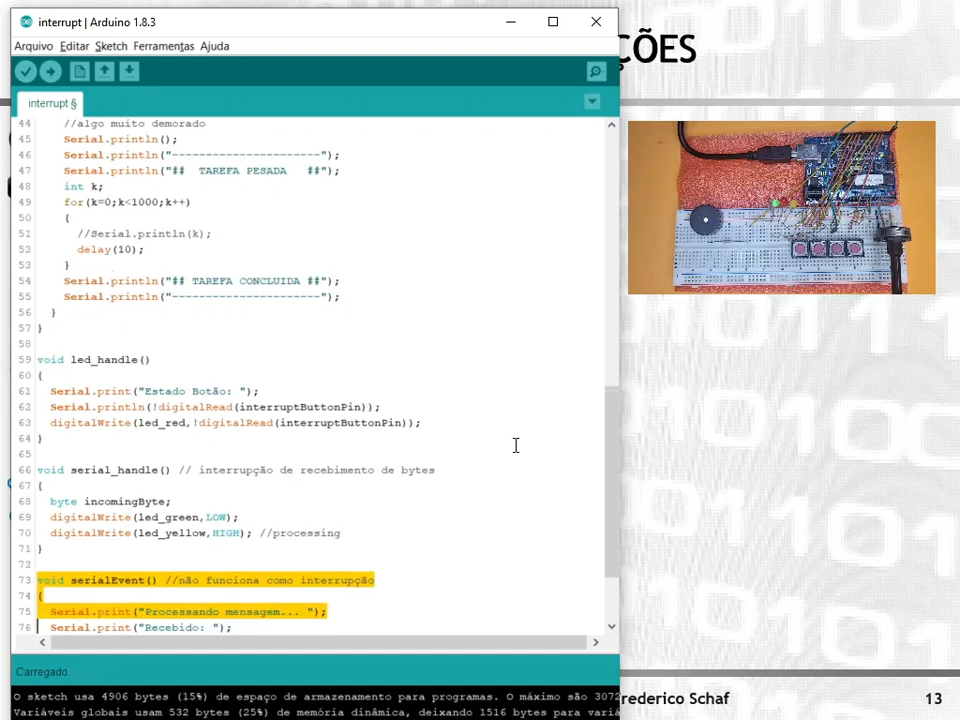 interrupt | Arduino 1.8.3
ÇÕES
Arquivo Editar Sketch Ferramentas Ajuda
interrupt §
44 //algo muito demorado
45 Serial.println();
46 Serial.println("----------------------");
47 Serial.println("## TAREFA PESADA ##");
48 int k;
49 for(k=0;k<1000;k++)
50 {
51 //Serial.println(k);
52 delay(10);
53 }
54 Serial.println("## TAREFA CONCLUIDA ##");
55 Serial.println("----------------------");
56 }
57 }
58
59 void led_handle()
60 {
61 Serial.print("Estado Botão: ");
62 Serial.println(!digitalRead(interruptButtonPin));
63 digitalWrite(led_red,!digitalRead(interruptButtonPin));
64 }
65
66 void serial_handle() // interrupção de recebimento de bytes
67 {
68 byte incomingByte;
69 digitalWrite(led_green,LOW);
70 digitalWrite(led_yellow,HIGH); //processing
71 }
72
73 void serialEvent() //não funciona como interrupção
74 {
75 Serial.print("Processando mensagem... ");
76 Serial.print("Recebido: ");
Carregado.
O sketch usa 4906 bytes (15%) de espaço de armazenamento para programas. O máximo são 3072
Variáveis globais usam 532 bytes (25%) de memória dinâmica, deixando 1516 bytes para variá
rederico Schaf
13